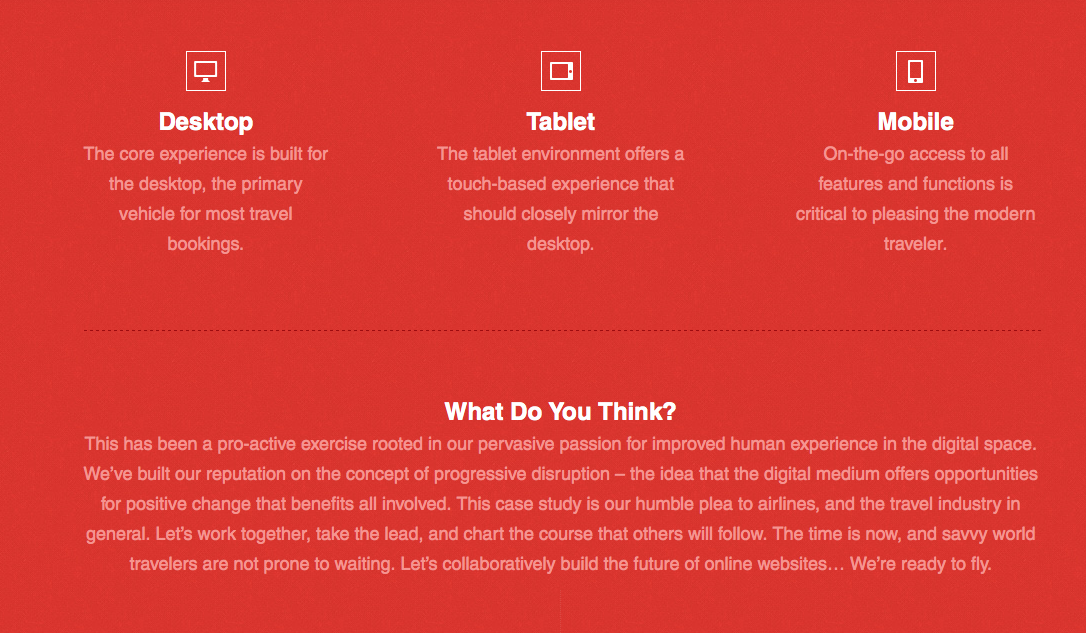 Desktop
The core experience is built for
the desktop, the primary
vehicle for most travel
bookings.
Tablet
The tablet environment offers a
touch-based experience that
should closely mirror the
desktop.
Mobile
On-the-go access to all
features and functions is
critical to pleasing the modern
traveler.
What Do You Think?
This has been a pro-active exercise rooted in our pervasive passion for improved human experience in the digital space.
We’ve built our reputation on the concept of progressive disruption – the idea that the digital medium offers opportunities
for positive change that benefits all involved. This case study is our humble plea to airlines, and the travel industry in
general. Let’s work together, take the lead, and chart the course that others will follow. The time is now, and savvy world
travelers are not prone to waiting. Let’s collaboratively build the future of online websites… We’re ready to fly.